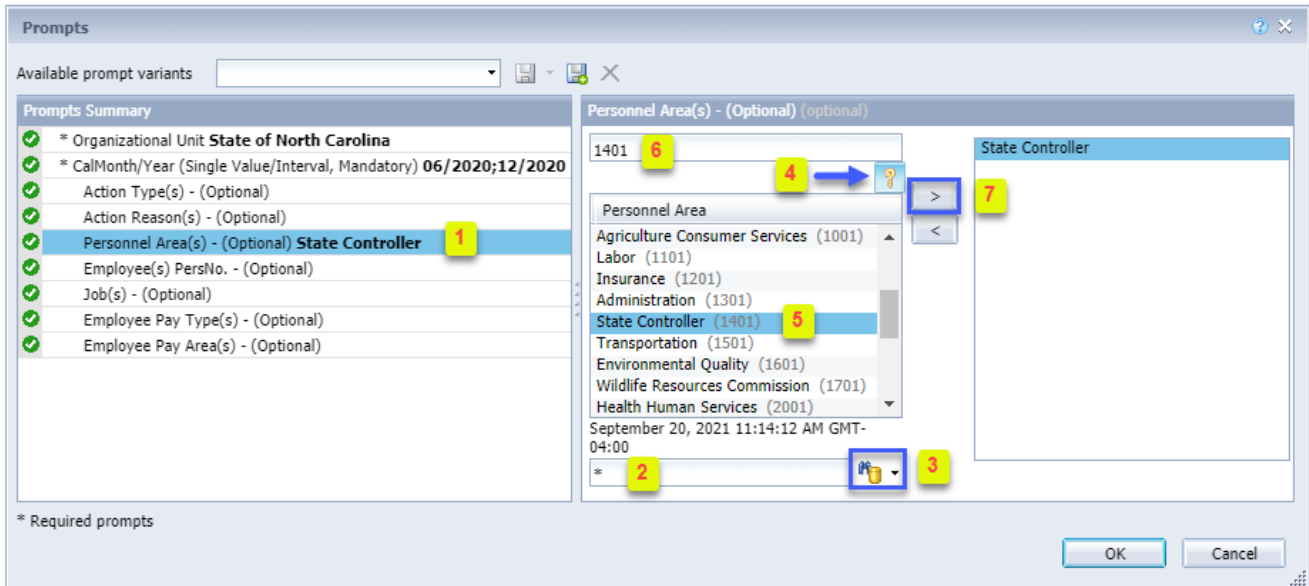 Prompts
Available prompt variants
Prompts Summary
* Organizational Unit State of North Carolina
* CalMonth/Year (Single Value/Interval, Mandatory) 06/2020;12/2020
Action Type(s) - (Optional)
Action Reason(s) - (Optional)
Personnel Area(s) - (Optional) State Controller 1
Employee(s) PersNo. - (Optional)
Job(s) - (Optional)
Employee Pay Type(s) - (Optional)
Employee Pay Area(s) - (Optional)
Personnel Area(s) - (Optional) (optional)
1401 6
4
Personnel Area
Agriculture Consumer Services (1001)
Labor (1101)
Insurance (1201)
Administration (1301)
State Controller (1401) 5
Transportation (1501)
Environmental Quality (1601)
Wildlife Resources Commission (1701)
Health Human Services (2001)
September 20, 2021 11:14:12 AM GMT-
04:00
* 2 3
> 7
<
State Controller
* Required prompts
OK Cancel